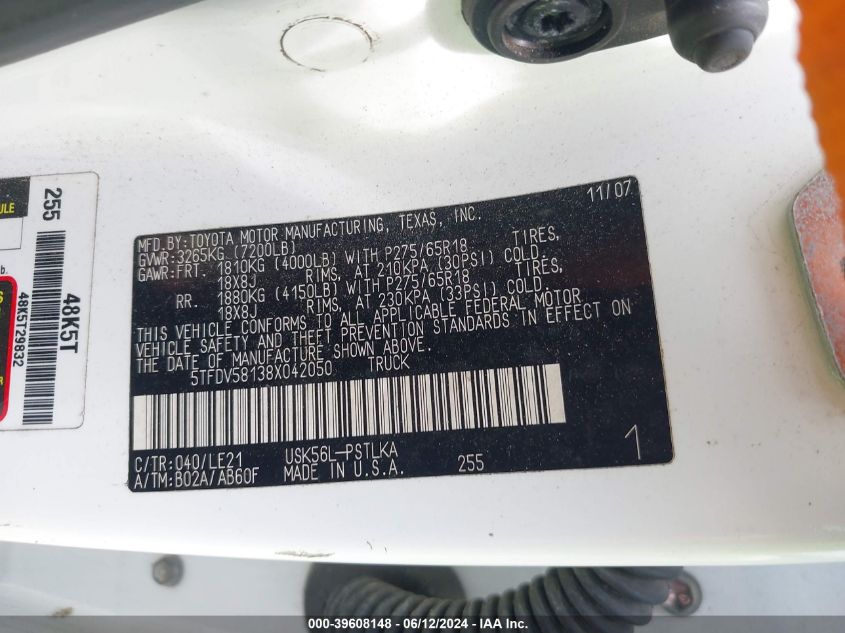 11/07
MFD.BY:TOYOTA MOTOR MANUFACTURING, TEXAS, INC.
GVWR:3265KG (7200LB)
GAWR:FRT. 1810KG (4000LB) WITH P275/65R18 TIRES,
18X8J RIMS, AT 210KPA (30PSI) COLD.
RR. 1880KG (4150LB) WITH P275/65R18 TIRES,
18X8J RIMS, AT 230KPA (33PSI) COLD.
THIS VEHICLE CONFORMS TO ALL APPLICABLE FEDERAL MOTOR
VEHICLE SAFETY AND THEFT PREVENTION STANDARDS IN EFFECT ON
THE DATE OF MANUFACTURE SHOWN ABOVE.
5TFDV58138X042050 TRUCK
C/TR:040/LE21 USK56L-PSTLKA
A/TM:B02A/AB60F MADE IN U.S.A. 255 1
255
48K5T
48K5T29832
ULE
lb.
110.0008 - 39608148 - 06/12/2024 - IAA Inc.